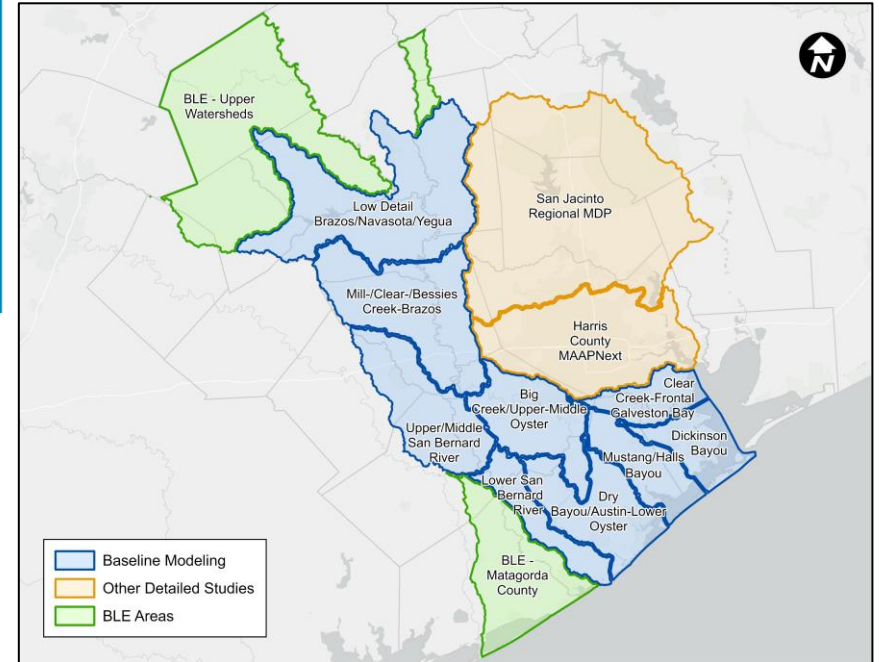 N
BLE - Upper
Watersheds
Low Detail
Brazos/Navasota/Yegua
San Jacinto
Regional MDP
Mill-/Clear-/Bessies
Creek-Brazos
Harris
County
MAAPNext
Clear
Creek-Frontal
Galveston Bay
Big
Creek/Upper-Middle
Oyster
Dickinson
Bayou
Upper/Middle
San Bernard
River
Mustang/Halls
Bayou
Lower San
Bernard
River
Dry
Bayou/Austin-Lower
Oyster
BLE -
Matagorda
County
Baseline Modeling
Other Detailed Studies
BLE Areas